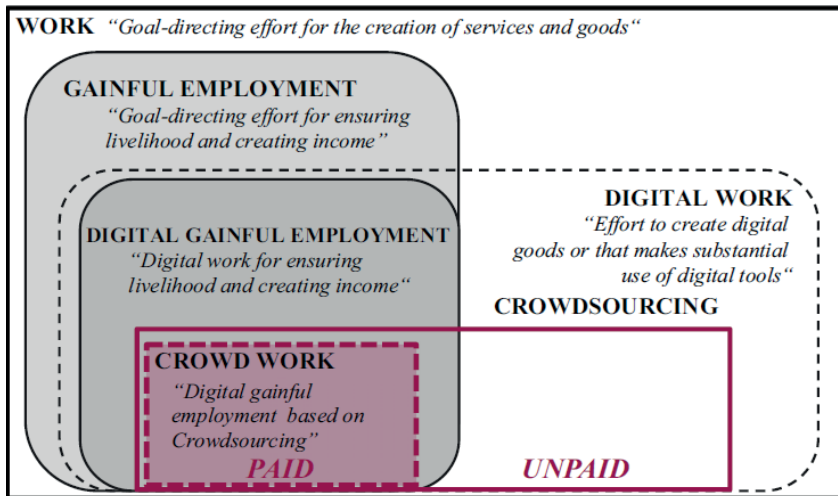 WORK "Goal-directing effort for the creation of services and goods“
GAINFUL EMPLOYMENT
“Goal-directing effort for ensuring
livelihood and creating income“
DIGITAL WORK
“Effort to create digital
goods or that makes substantial
use of digital tools“
DIGITAL GAINFUL EMPLOYMENT
“Digital work for ensuring
livelihood and creating income“
CROWDSOURCING
CROWD WORK
“Digital gainful
employment based on
Crowdsourcing”
PAID
UNPAID